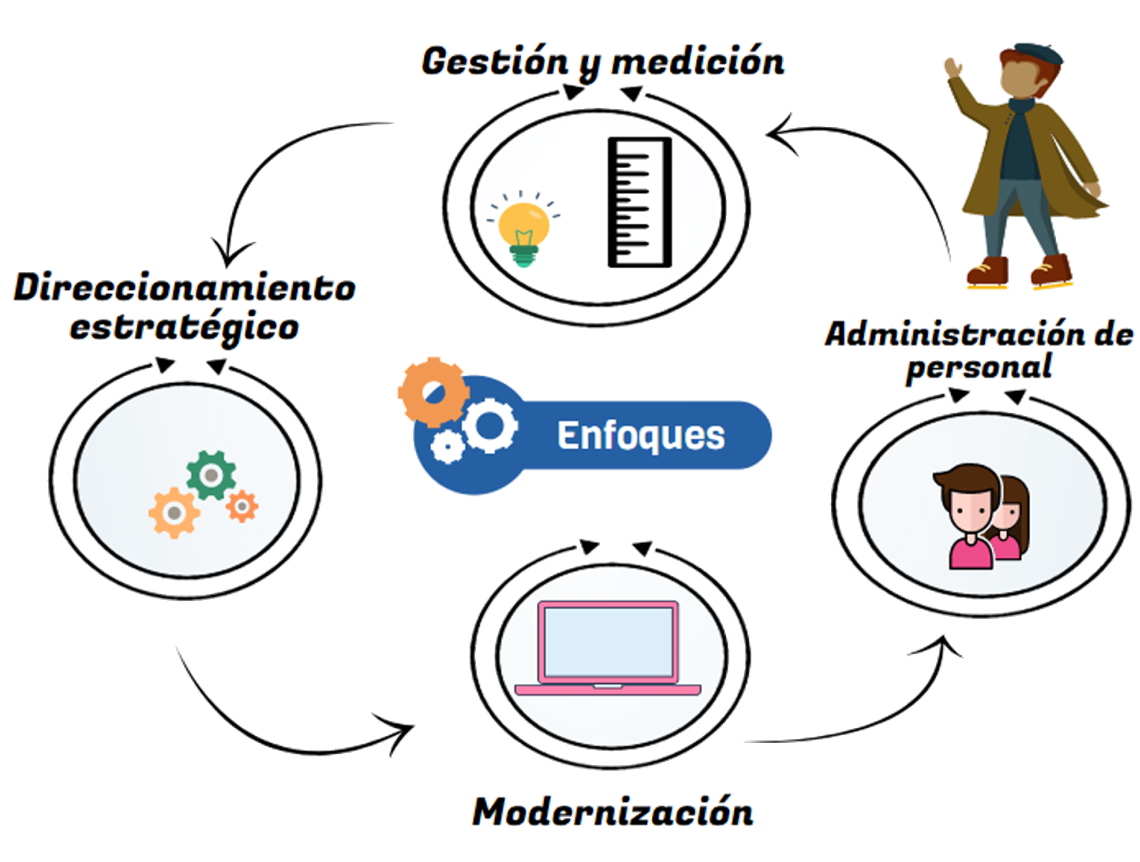 Gestión y medición
Direccionamiento
estratégico
Administración de
personal
Enfoques
Modernización